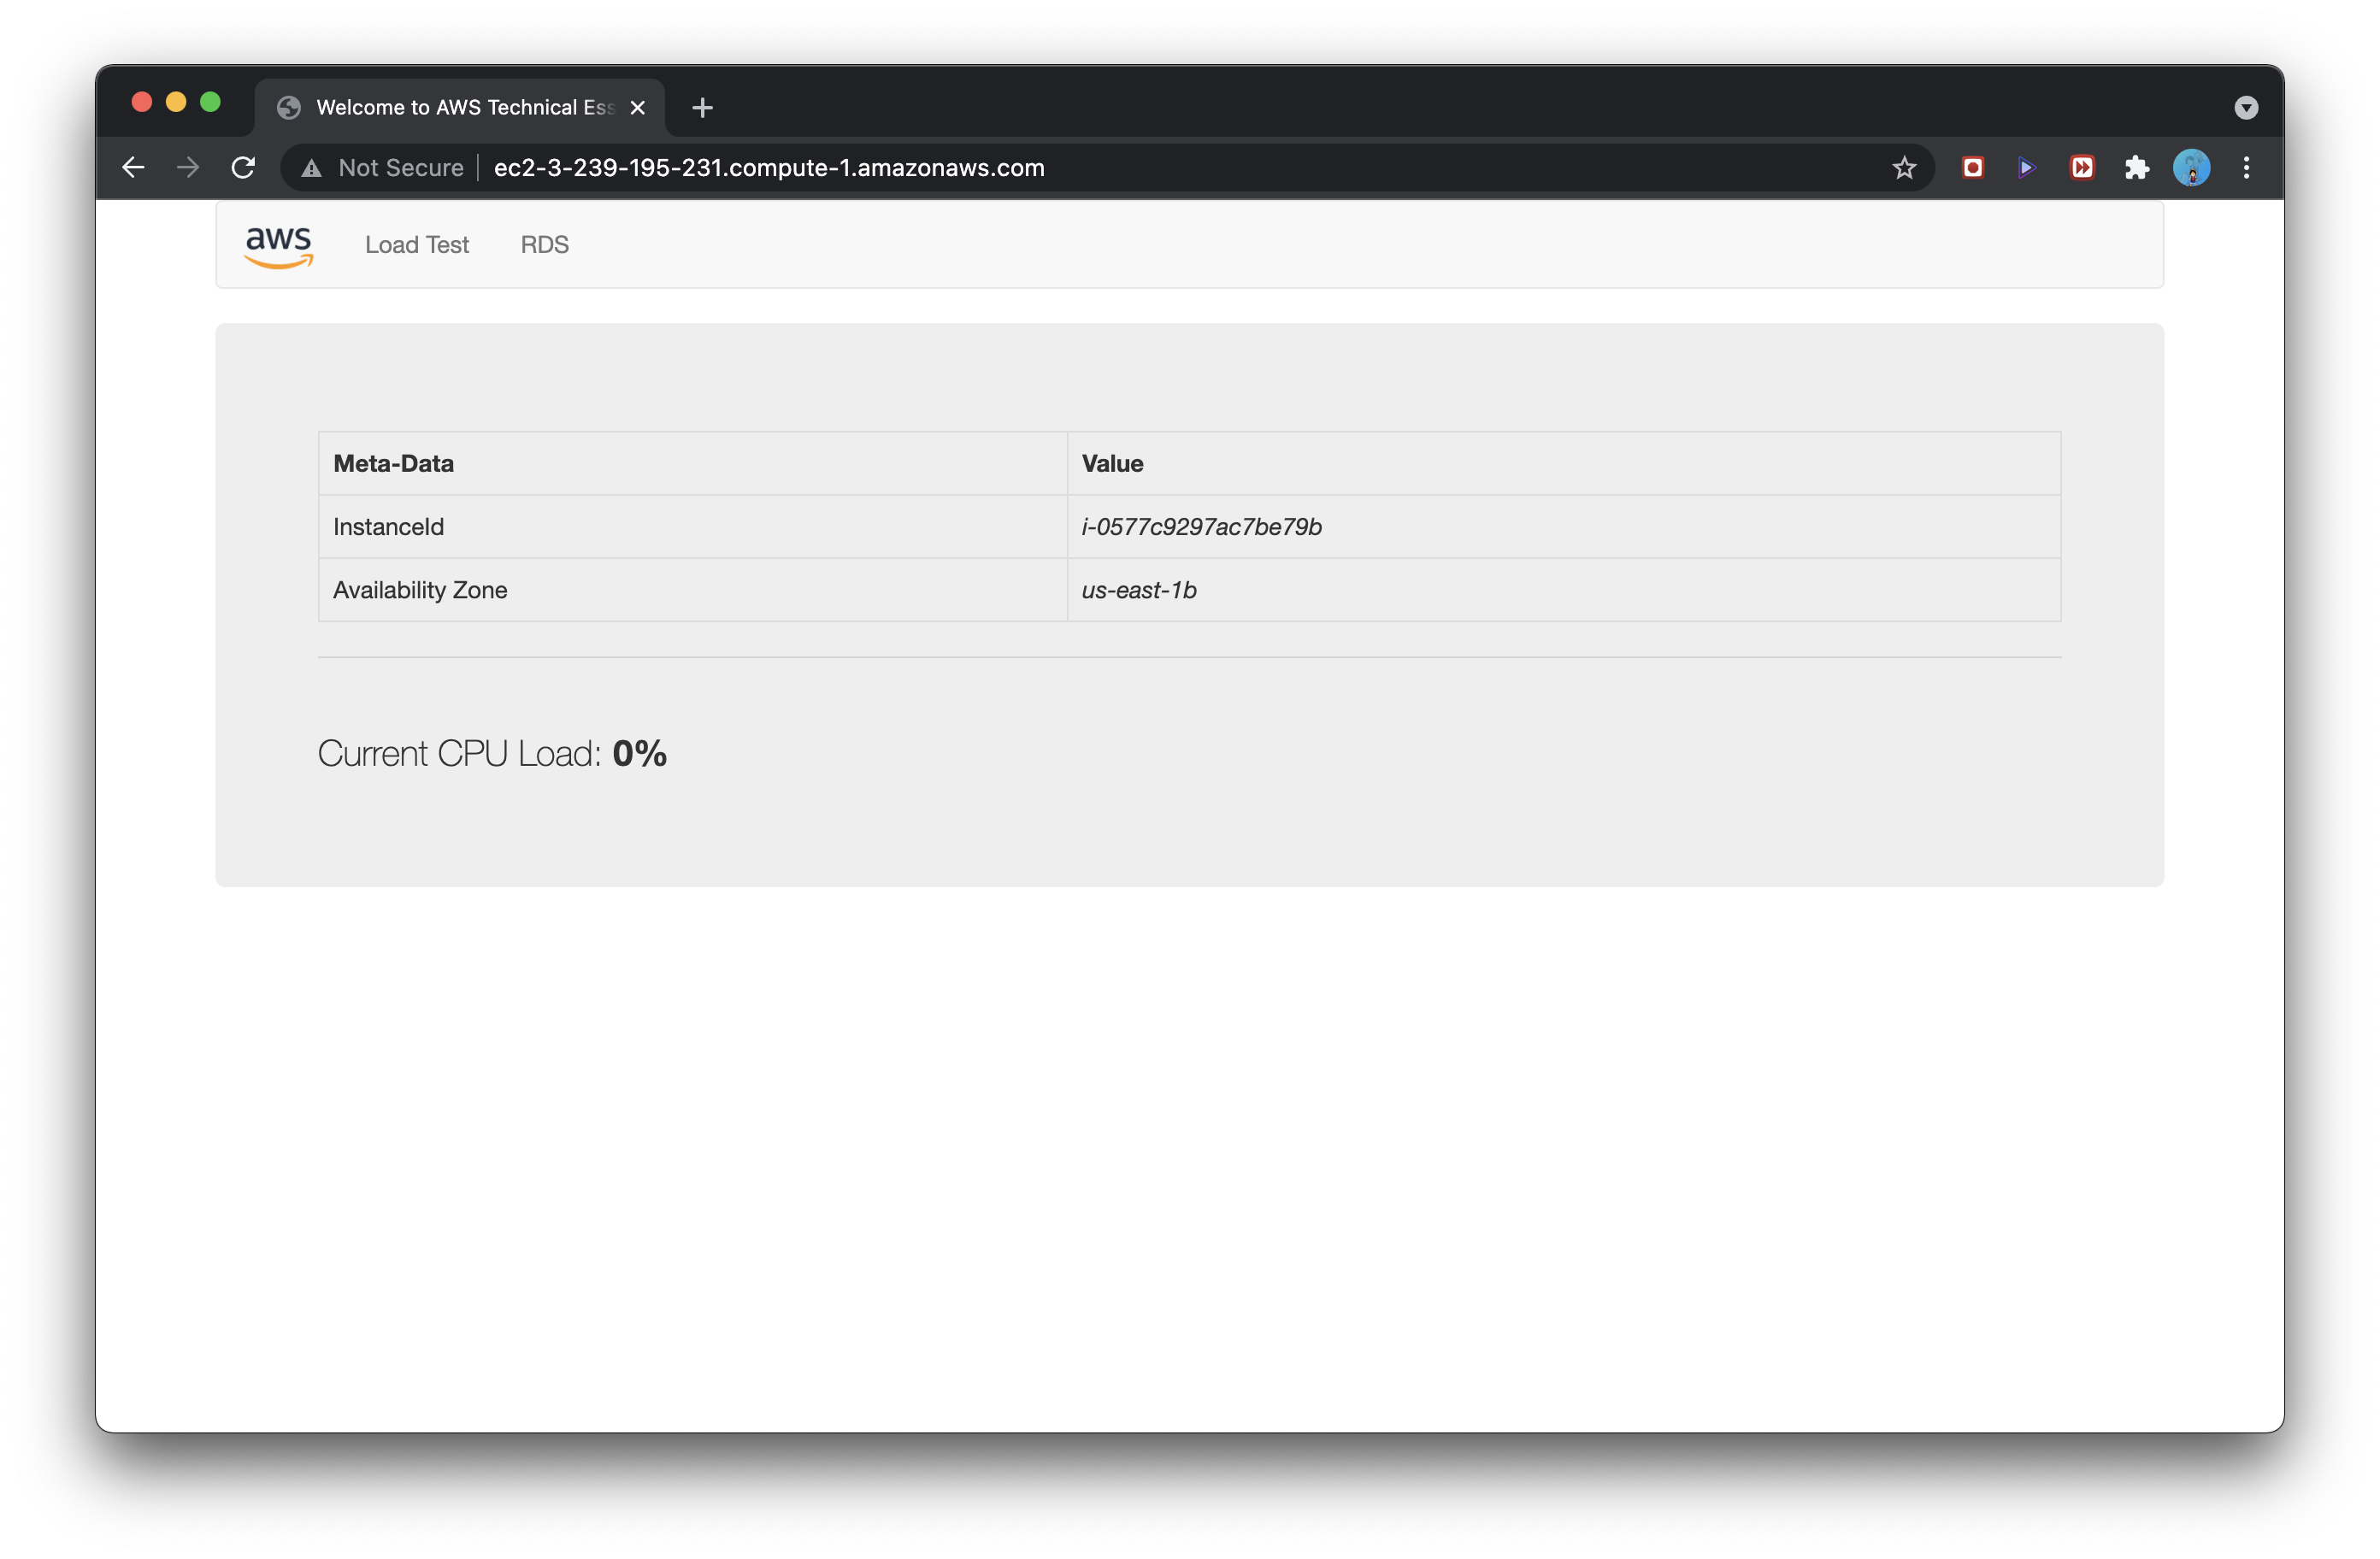 Welcome to AWS Technical Ess
Not Secure ec2-3-239-195-231.compute-1.amazonaws.com
aws Load Test RDS
Meta-Data Value
InstanceId i-0577c9297ac7be79b
Availability Zone us-east-1b
Current CPU Load: 0%